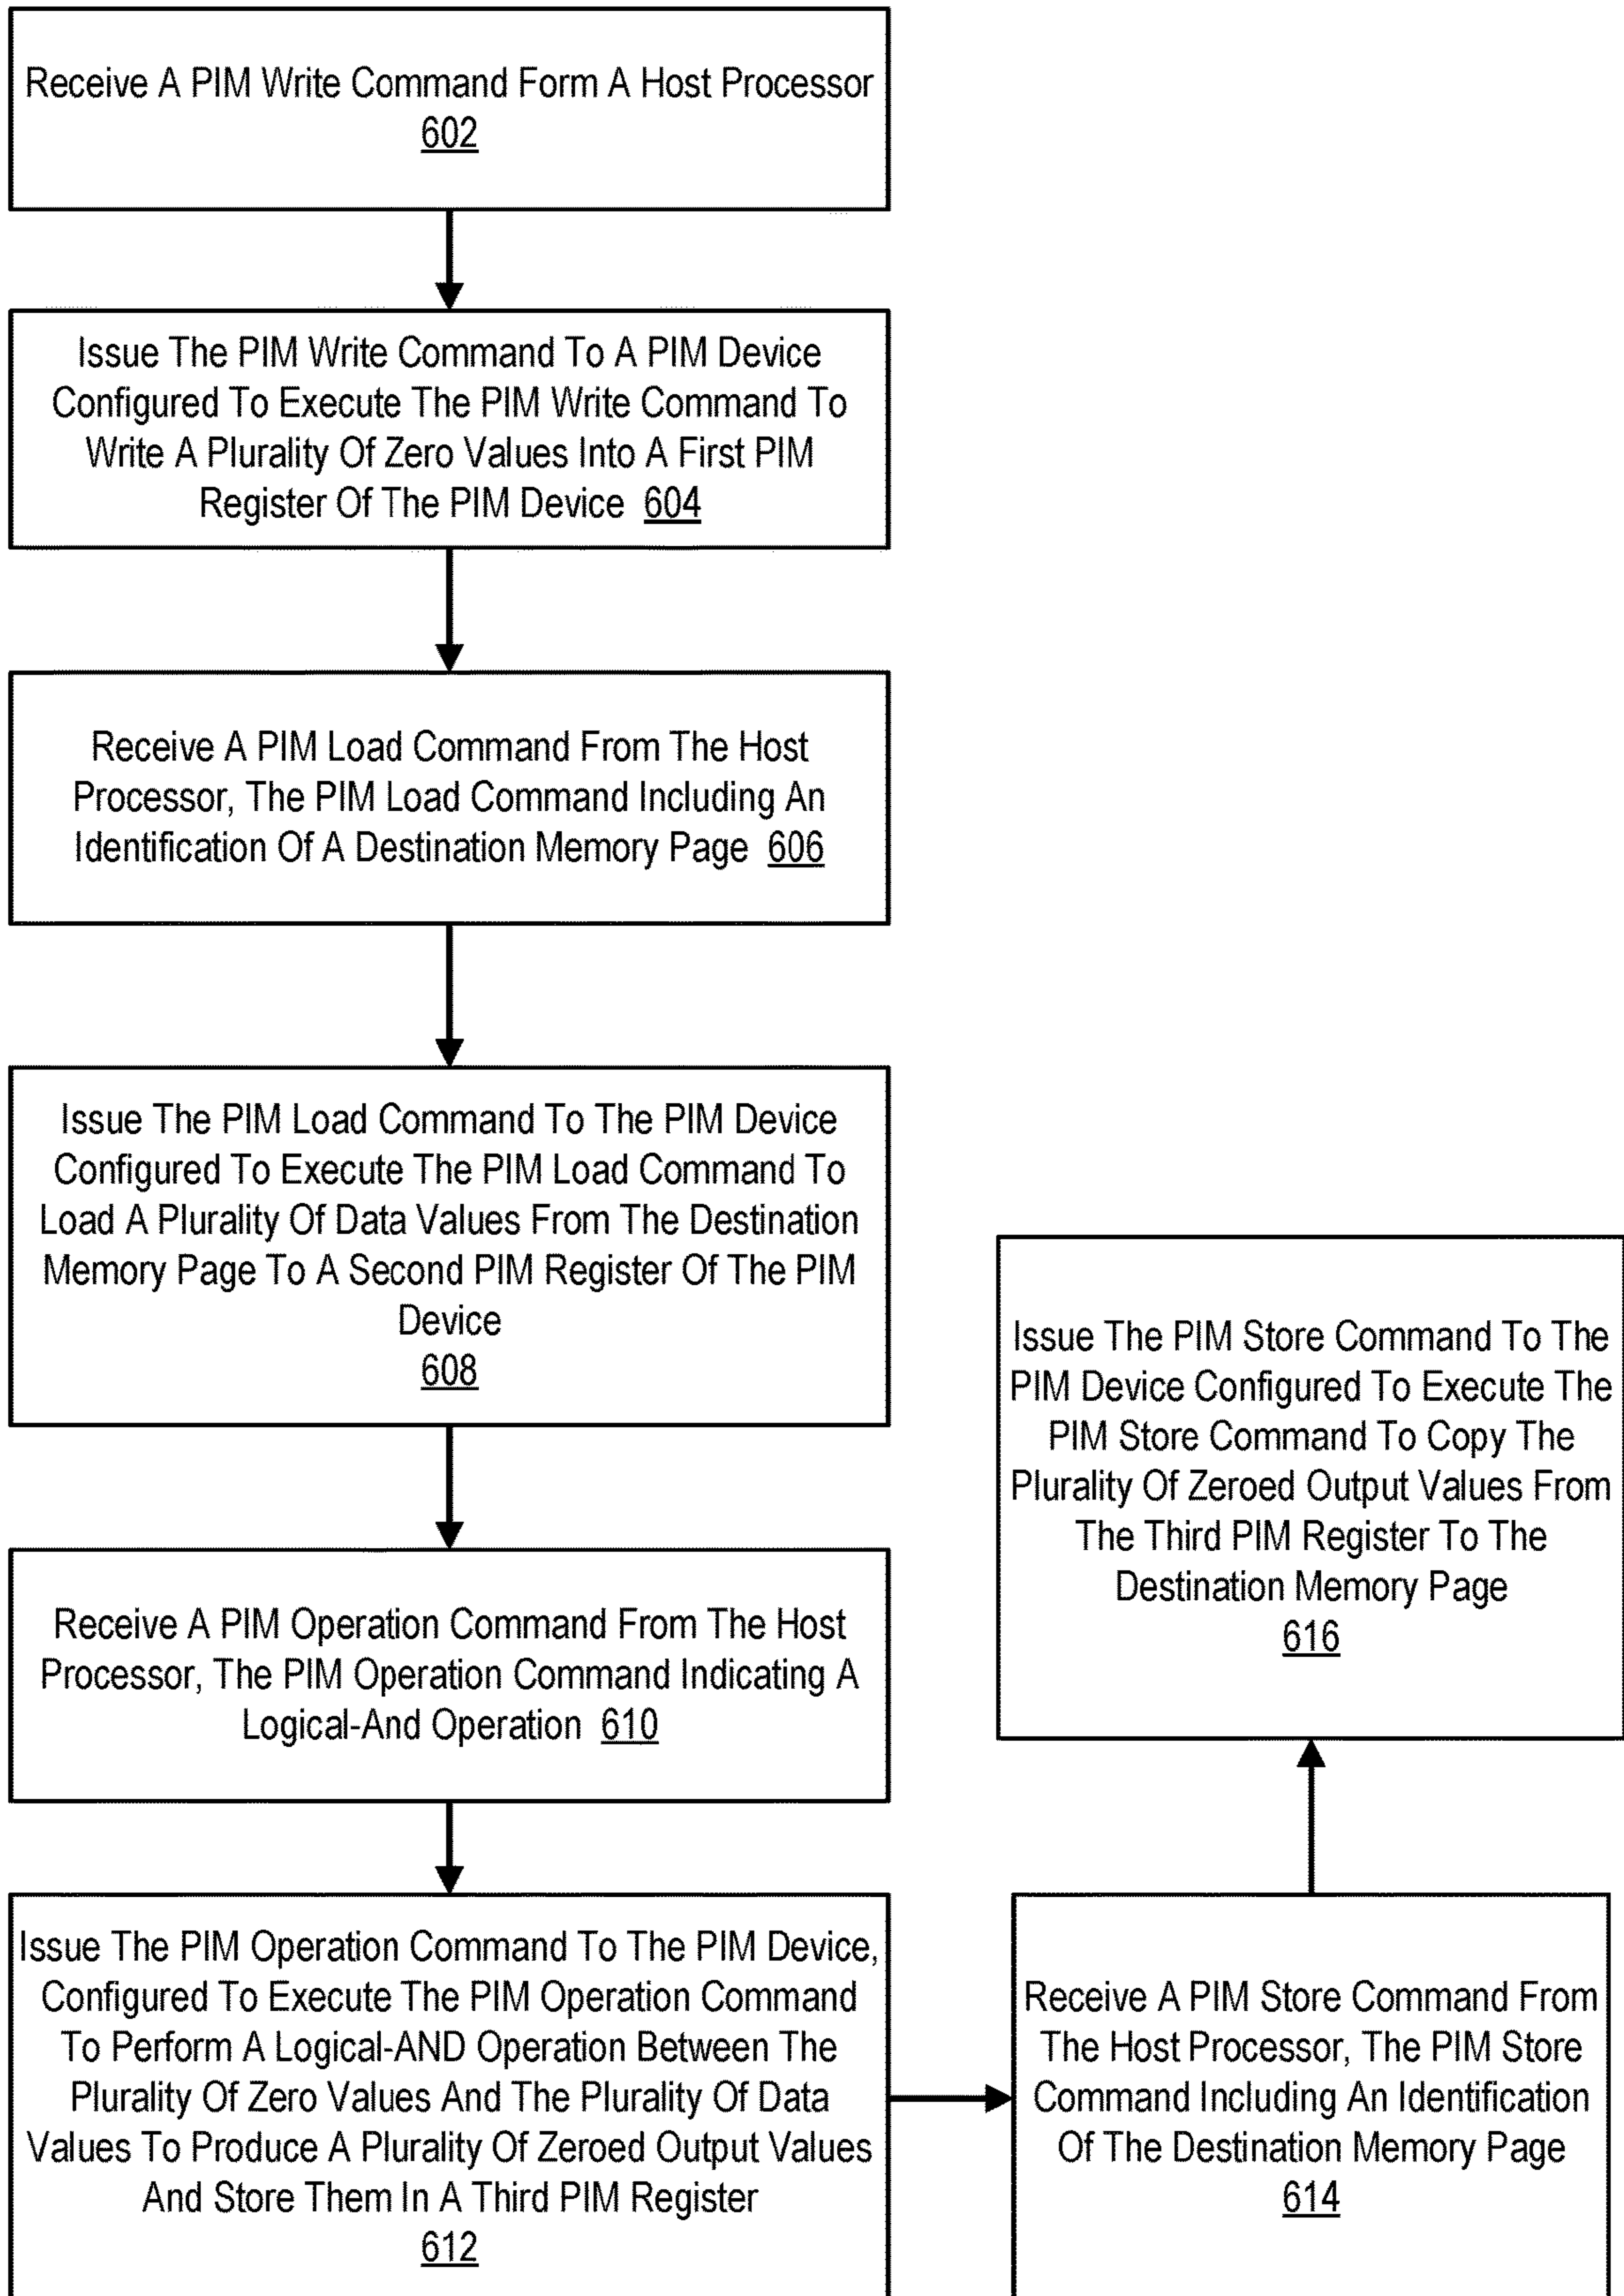 Receive A PIM Write Command Form A Host Processor
602
Issue The PIM Write Command To A PIM Device
Configured To Execute The PIM Write Command To
Write A Plurality Of Zero Values Into A First PIM
Register Of The PIM Device 604
Receive A PIM Load Command From The Host
Processor, The PIM Load Command Including An
Identification Of A Destination Memory Page 606
Issue The PIM Load Command To The PIM Device
Configured To Execute The PIM Load Command To
Load A Plurality Of Data Values From The Destination
Memory Page To A Second PIM Register Of The PIM
Device
608
Receive A PIM Operation Command From The Host
Processor, The PIM Operation Command Indicating A
Logical-And Operation 610
Issue The PIM Operation Command To The PIM Device,
Configured To Execute The PIM Operation Command
To Perform A Logical-AND Operation Between The
Plurality Of Zero Values And The Plurality Of Data
Values To Produce A Plurality Of Zeroed Output Values
And Store Them In A Third PIM Register
612
Receive A PIM Store Command From
The Host Processor, The PIM Store
Command Including An Identification
Of The Destination Memory Page
614
Issue The PIM Store Command To The
PIM Device Configured To Execute The
PIM Store Command To Copy The
Plurality Of Zeroed Output Values From
The Third PIM Register To The
Destination Memory Page
616